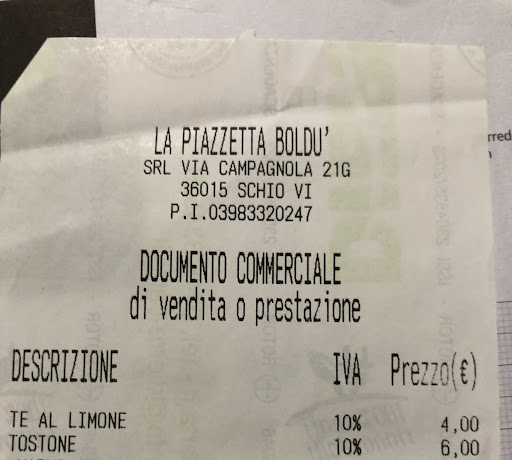 LA PIAZZETTA BOLDU'
SRL VIA CAMPAGNOLA 21G
36015 SCHIO VI
P.I.03983320247
DOCUMENTO COMMERCIALE
di vendita o prestazione
DESCRIZIONE IVA Prezzo(€)
TE AL LIMONE 10% 4,00
TOSTONE 10% 6,00